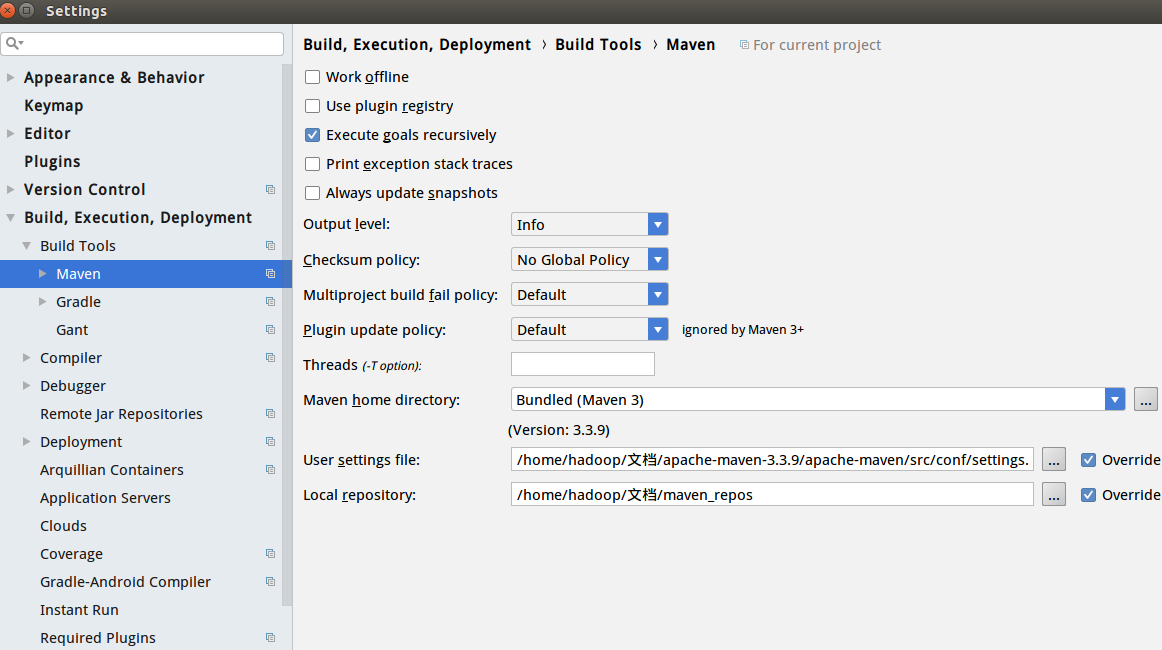 Settings
Appearance & Behavior
Keymap
Editor
Plugins
Version Control
Build, Execution, Deployment
Build Tools
Maven
Gradle
Gant
Compiler
Debugger
Remote Jar Repositories
Deployment
Arquillian Containers
Application Servers
Clouds
Coverage
Gradle-Android Compiler
Instant Run
Required Plugins
Build, Execution, Deployment › Build Tools › Maven For current project
Work offline
Use plugin registry
Execute goals recursively
Print exception stack traces
Always update snapshots
Output level: Info
Checksum policy: No Global Policy
Multiproject build fail policy: Default
Plugin update policy: Default ignored by Maven 3+
Threads (-T option):
Maven home directory: Bundled (Maven 3) ...
(Version: 3.3.9)
User settings file: /home/hadoop/文档/apache-maven-3.3.9/apache-maven/src/conf/settings. ... Override
Local repository: /home/hadoop/文档/maven_repos ... Override